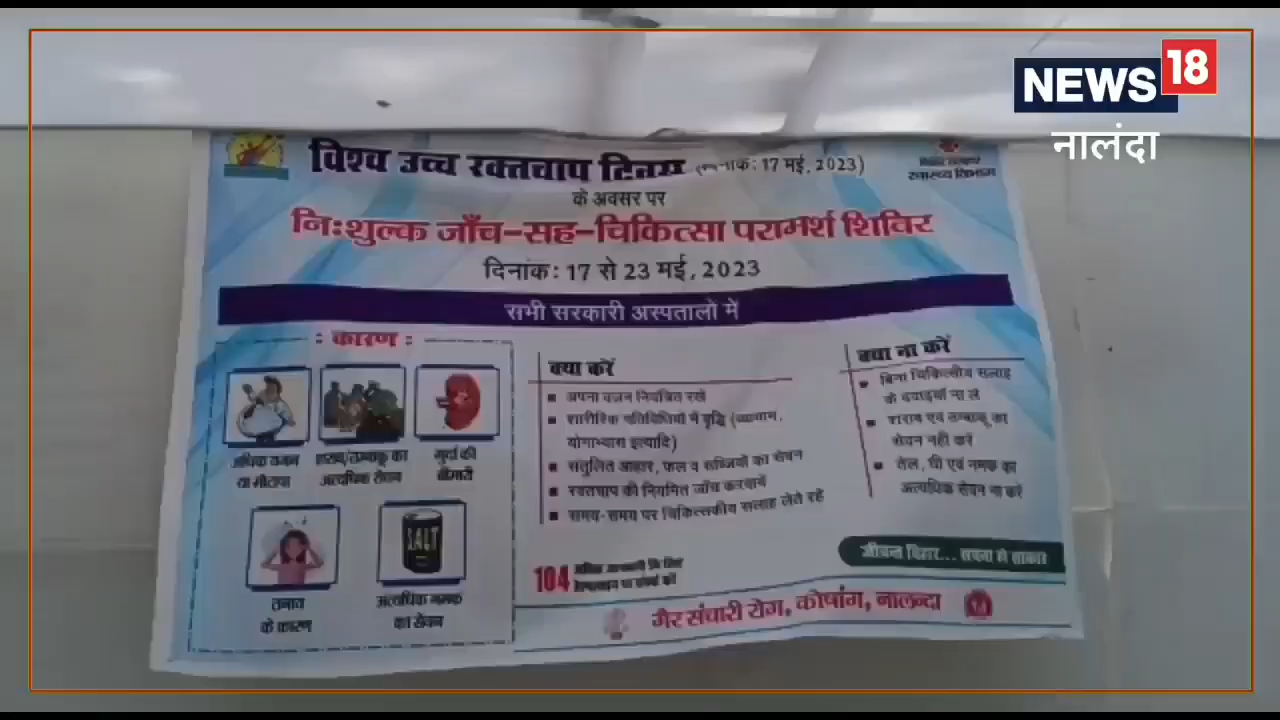 NEWS 18
नालंदा
विश्व उच्च रक्तचाप दिवस (दिनांक: 17 मई, 2023)
स्वास्थ्य विभाग
के अवसर पर
निःशुल्क जाँच-सह-चिकित्सा परामर्श शिविर
दिनांक: 17 से 23 मई, 2023
सभी सरकारी अस्पतालो में
: कारण :
अधिक वजन
या मोटापा
शराब/तम्बाकू का
अत्यधिक सेवन
गुर्दा की
बीमारी
SALT
तनाव
के कारण
अत्यधिक नमक
का सेवन
क्या करें
अपना वजन नियंत्रित रखें
शारीरिक गतिविधियों में वृद्धि (व्यायाम,
योगाभ्यास इत्यादि)
संतुलित आहार, फल व सब्जियों का सेवन
रक्तचाप की नियमित जाँच करवायें
समय-समय पर चिकित्सकीय सलाह लेते रहें
क्या ना करें
बिना चिकित्सीय सलाह
के दवाइयाँ ना लें
शराब एवं तम्बाकू का
सेवन नहीं करें
तेल, घी एवं नमक का
अत्यधिक सेवन ना करें
104
गैर संचारी रोग, कोषांग, नालन्दा